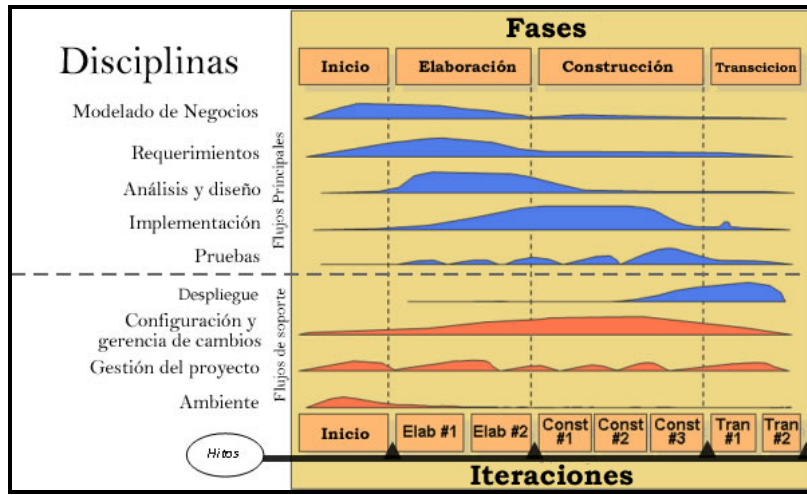 Fases
Disciplinas
Inicio
Elaboración
Construcción
Transcicion
Modelado de Negocios
Requerimientos
Análisis y diseño
Implementación
Pruebas
Flujos Principales
Despliegue
Configuración y
gerencia de cambios
Gestión del proyecto
Ambiente
Flujos de soporte
Inicio
Elab #1
Elab #2
Const
#1
Const
#2
Const
#3
Tran
#1
Tran
#2
Hitos
Iteraciones